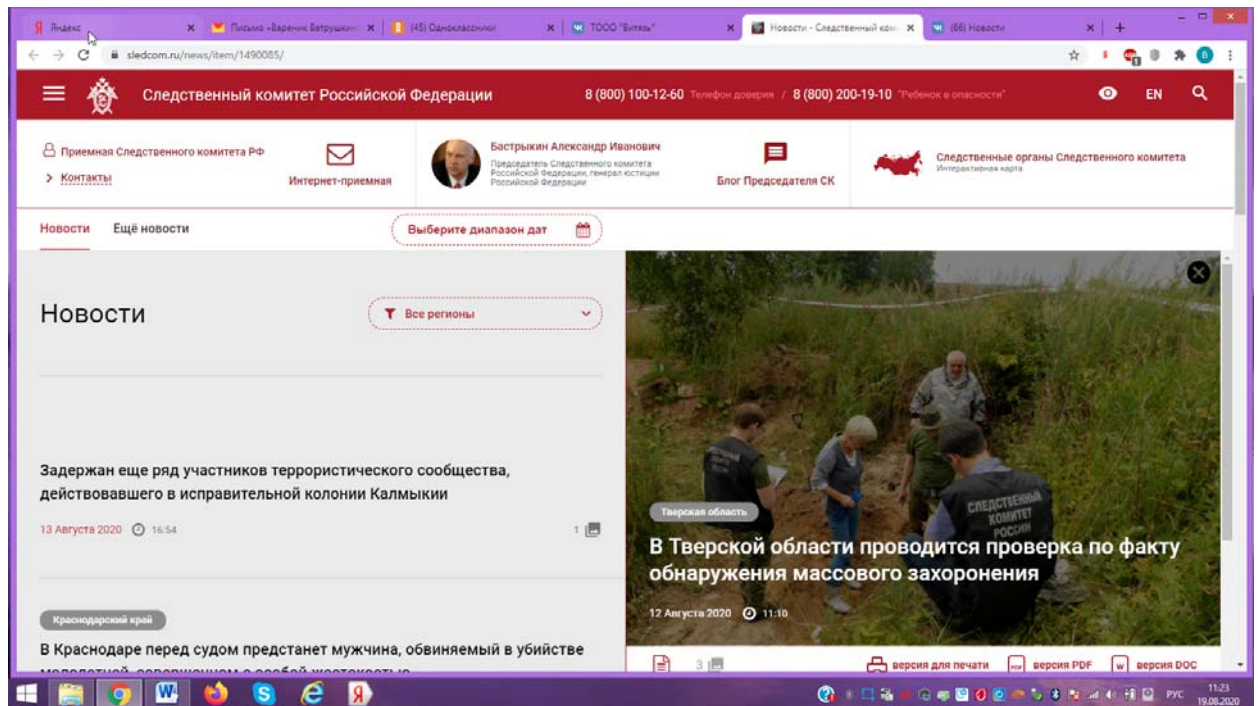 Яндекс
Письмо «Вареник Ватрушкин
(45) Одноклассники
ТООО "Витязь"
Новости - Следственный ком
(66) Новости
sledcom.ru/news/item/1490085/
Следственный комитет Российской Федерации
8 (800) 100-12-60 Телефон доверия / 8 (800) 200-19-10 "Ребенок в опасности"
EN
Приемная Следственного комитета РФ
Контакты
Интернет-приемная
Бастрыкин Александр Иванович
Председатель Следственного комитета
Российской Федерации, генерал юстиции
Российской Федерации
Блог Председателя СК
Следственные органы Следственного комитета
Интерактивная карта
Новости
Ещё новости
Выберите диапазон дат
Новости
Все регионы
Задержан еще ряд участников террористического сообщества,
действовавшего в исправительной колонии Калмыкии
13 Августа 2020 16:54
1
Краснодарский край
В Краснодаре перед судом предстанет мужчина, обвиняемый в убийстве
СЛЕДСТВЕННЫЙ
КОМИТЕТ
РОССИИ
Тверская область
В Тверской области проводится проверка по факту
обнаружения массового захоронения
12 Августа 2020 11:10
3
версия для печати
PDF
версия PDF
W
версия DOC
РУС
11:23
19.08.2020